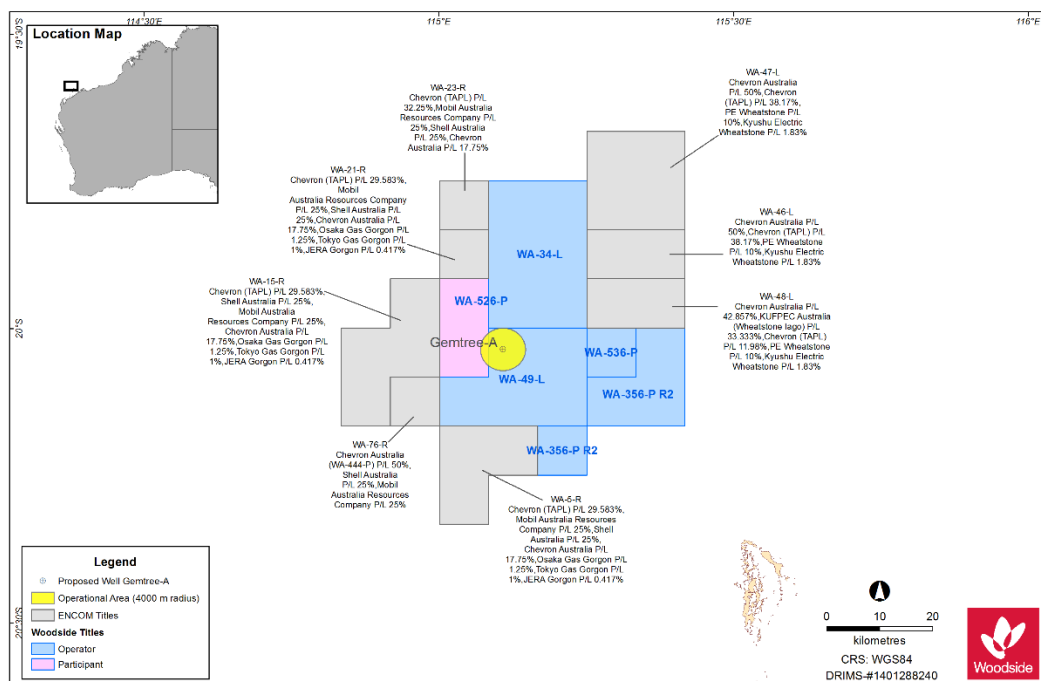 114°30'E
115°E
115°30'E
116°E
19°30'S
20°S
20°30'S
Location Map
WA-23-R
Chevron (TAPL) P/L
32.25%,Mobil Australia
Resources Company P/L
25%,Shell Australia
P/L 25%,Chevron
Australia P/L 17.75%
WA-47-L
Chevron Australia
P/L 50%,Chevron
(TAPL) P/L 38.17%,
PE Wheatstone P/L
10%,Kyushu Electric
Wheatstone P/L 1.83%
WA-21-R
Chevron (TAPL) P/L 29.583%,
Mobil
Australia Resources Company
P/L 25%,Shell Australia P/L
25%,Chevron Australia P/L
17.75%,Osaka Gas Gorgon P/L
1.25%,Tokyo Gas Gorgon P/L
1%,JERA Gorgon P/L 0.417%
WA-46-L
Chevron Australia P/L
50%,Chevron (TAPL) P/L
38.17%,PE Wheatstone
P/L 10%,Kyushu Electric
Wheatstone P/L 1.83%
WA-34-L
WA-15-R
Chevron (TAPL) P/L 29.583%,
Shell Australia P/L 25%,
Mobil Australia
Resources Company P/L 25%,
Chevron Australia P/L
17.75%,Osaka Gas Gorgon P/L
1.25%,Tokyo Gas Gorgon P/L
1%,JERA Gorgon P/L 0.417%
WA-526-P
WA-48-L
Chevron Australia P/L
42.857%,KUFPEC Australia
(Wheatstone Iago) P/L
33.333%,Chevron (TAPL)
P/L 11.98%,PE Wheatstone
P/L 10%,Kyushu Electric
Wheatstone P/L 1.83%
Gemtree-A
WA-536-P
WA-49-L
WA-356-P R2
WA-76-R
Chevron Australia
(WA-444-P) P/L 50%,
Shell Australia
P/L 25%,Mobil
Australia Resources
Company P/L 25%
WA-356-P R2
WA-5-R
Chevron (TAPL) P/L 29.583%,
Mobil Australia Resources
Company P/L 25%,Shell
Australia P/L 25%,
Chevron Australia P/L
17.75%,Osaka Gas Gorgon P/L
1.25%,Tokyo Gas Gorgon P/L
1%,JERA Gorgon P/L 0.417%
Legend
Proposed Well Gemtree-A
Operational Area (4000 m radius)
ENCOM Titles
Woodside Titles
Operator
Participant
0 10 20
kilometres
CRS: WGS84
DRIMS-#1401288240
Woodside